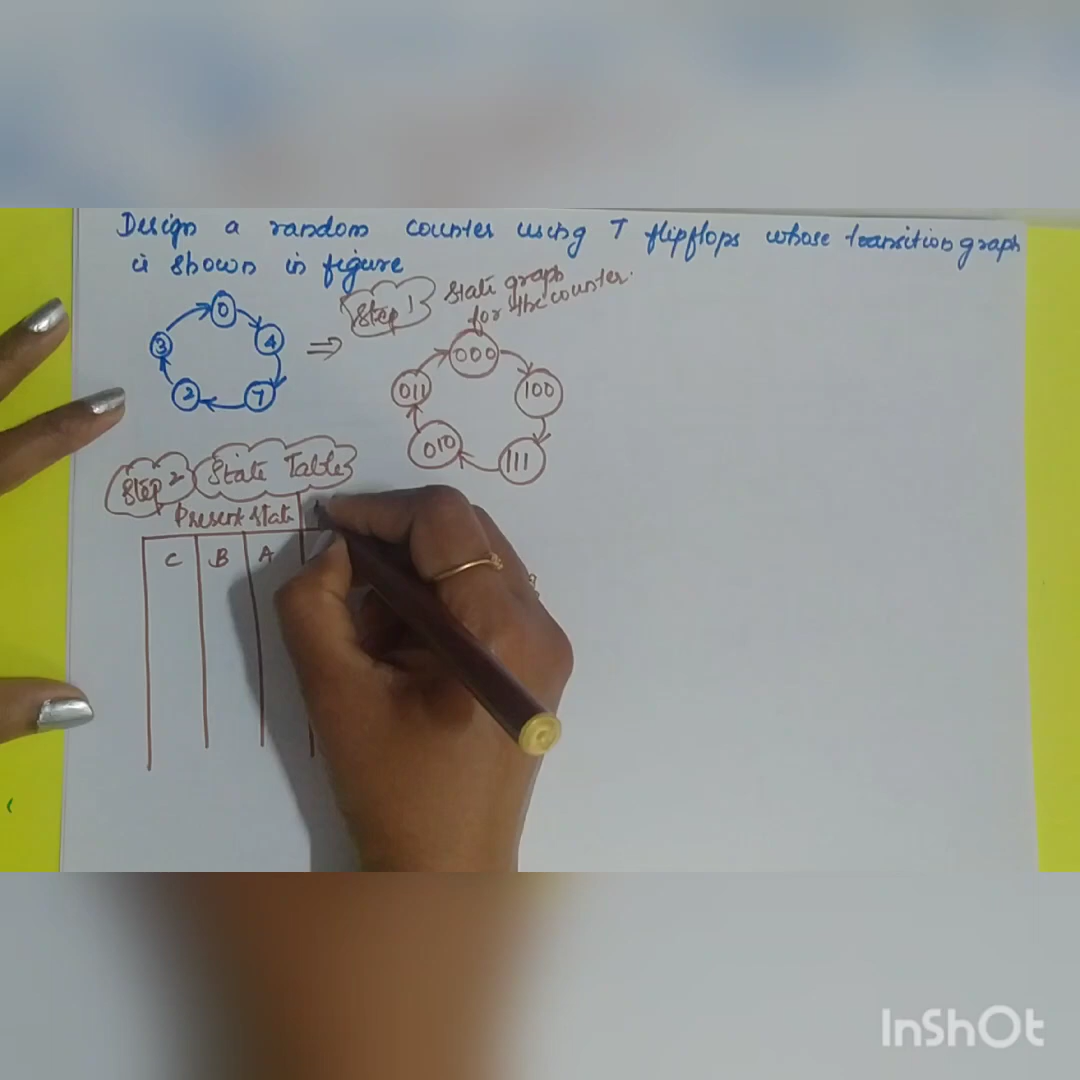 Design a random counter using T flipflops whose transition graph
is shown in figure
Step 1
State graph
for the counter.
0
4
7
2
3
⇒
000
100
111
010
011
Step 2
State Table
Present state
C B A
InShOt